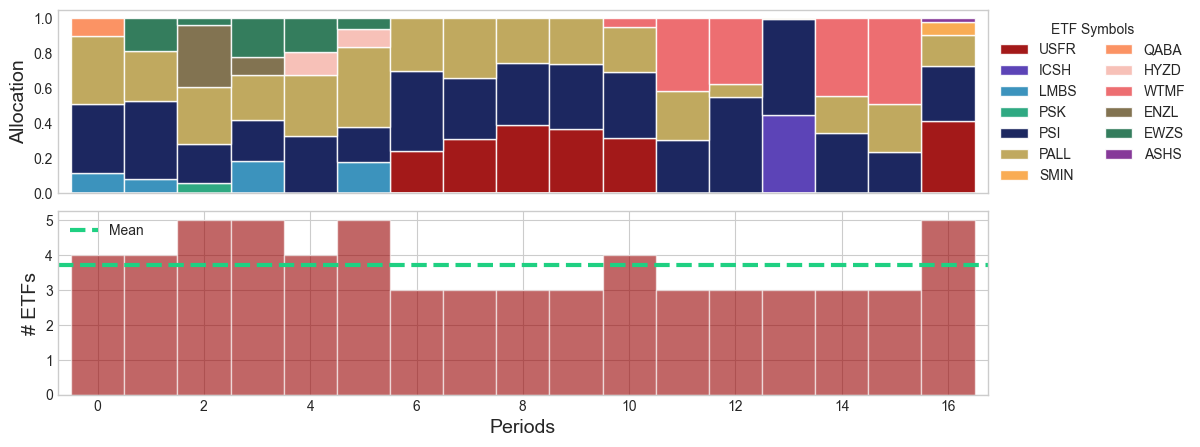 1.0
0.8
0.6
0.4
0.2
0.0
Allocation
ETF Symbols
USFR
ICSH
LMBS
PSK
PSI
PALL
SMIN
QABA
HYZD
WTMF
ENZL
EWZS
ASHS
5
4
3
2
1
0
# ETFs
Mean
0 2 4 6 8 10 12 14 16
Periods